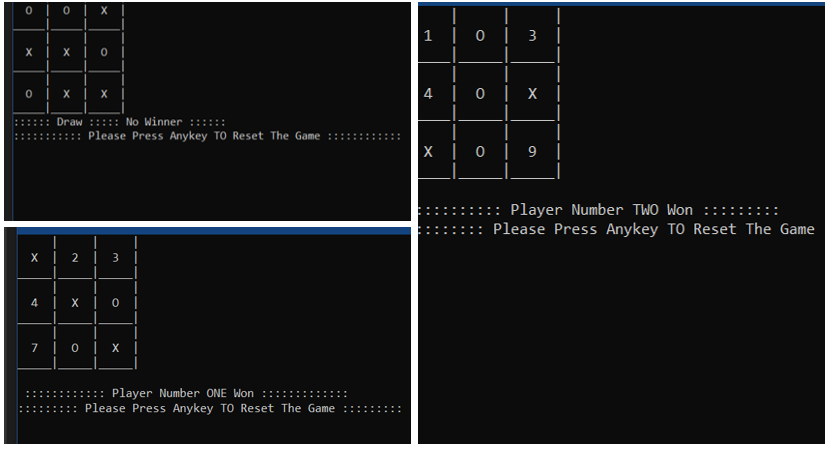 O | O | X |
X | X | O |
O | X | X |
:::::: Draw ::::: No Winner ::::::
::::::::::: Please Press Anykey TO Reset The Game ::::::::::::
X | 2 | 3 |
4 | X | O |
7 | O | X |
:::::::::::: Player Number ONE Won :::::::::::::
::::::::: Please Press Anykey TO Reset The Game :::::::::
1 | O | 3 |
4 | O | X |
X | O | 9 |
:::::::::: Player Number TWO Won :::::::::
:::::::: Please Press Anykey TO Reset The Game